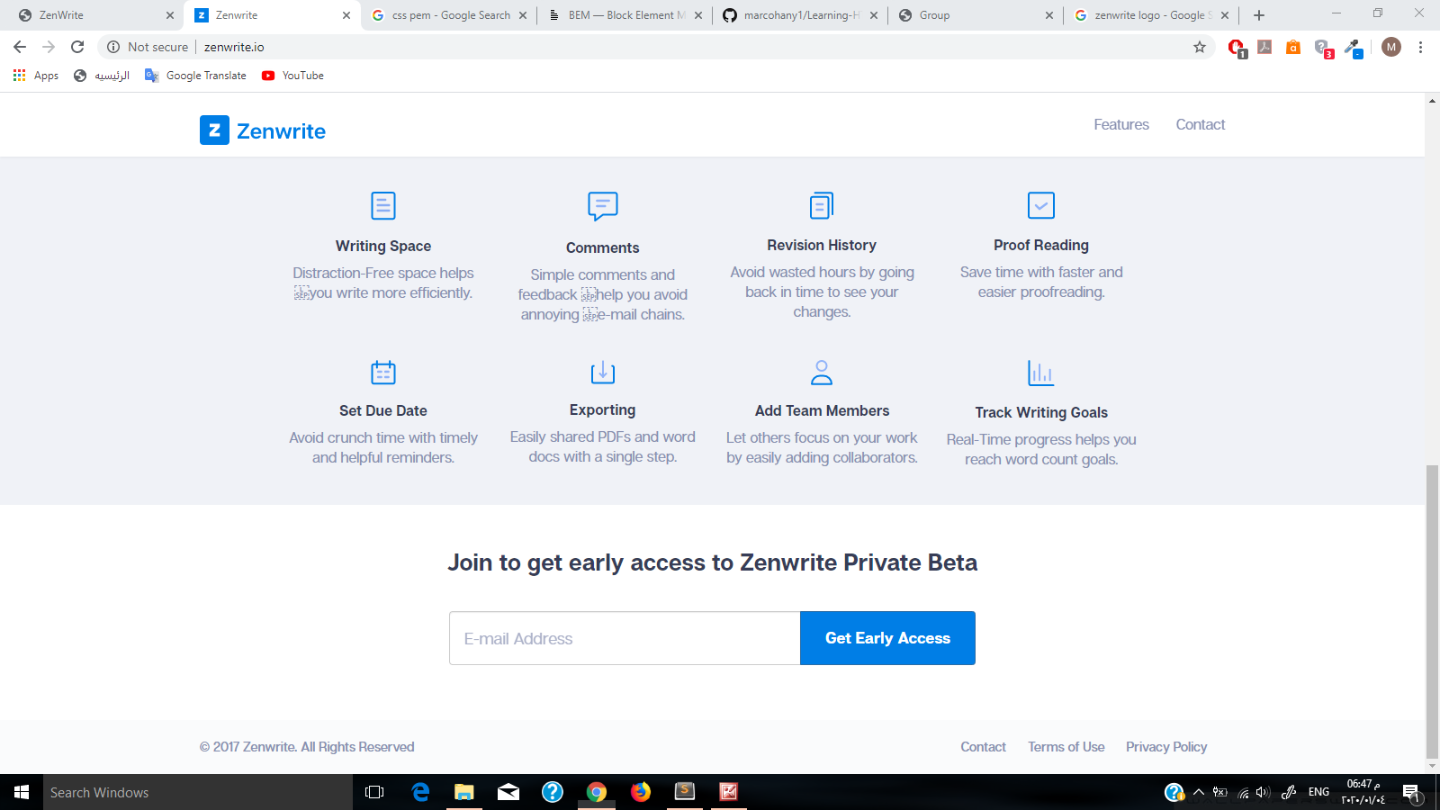 ZenWrite
Zenwrite
css pem - Google Search
BEM — Block Element M
marcohany1/Learning-H
Group
zenwrite logo - Google S
Not secure | zenwrite.io
1
3
M
Apps
الرئيسيه
Google Translate
YouTube
Z Zenwrite
Features
Contact
Writing Space
Distraction-Free space helps
you write more efficiently.
Comments
Simple comments and
feedback help you avoid
annoying e-mail chains.
Revision History
Avoid wasted hours by going
back in time to see your
changes.
Proof Reading
Save time with faster and
easier proofreading.
Set Due Date
Avoid crunch time with timely
and helpful reminders.
Exporting
Easily shared PDFs and word
docs with a single step.
Add Team Members
Let others focus on your work
by easily adding collaborators.
Track Writing Goals
Real-Time progress helps you
reach word count goals.
Join to get early access to Zenwrite Private Beta
E-mail Address
Get Early Access
© 2017 Zenwrite. All Rights Reserved
Contact
Terms of Use
Privacy Policy
Search Windows
ENG
06:47 م
٢٠٢٠/٠١/٠٤
1